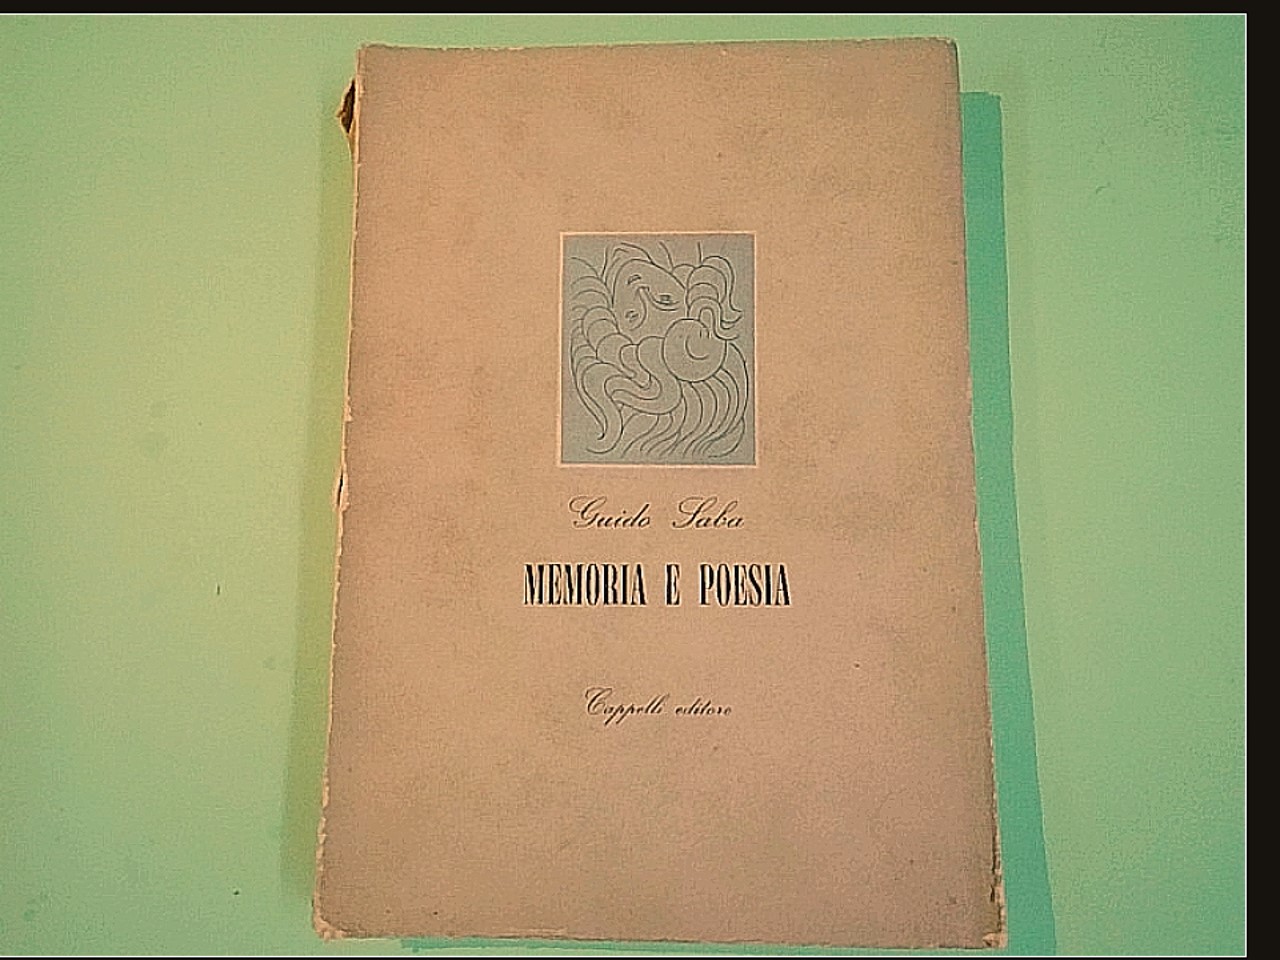 Guido Saba
MEMORIA E POESIA
Cappelli editore